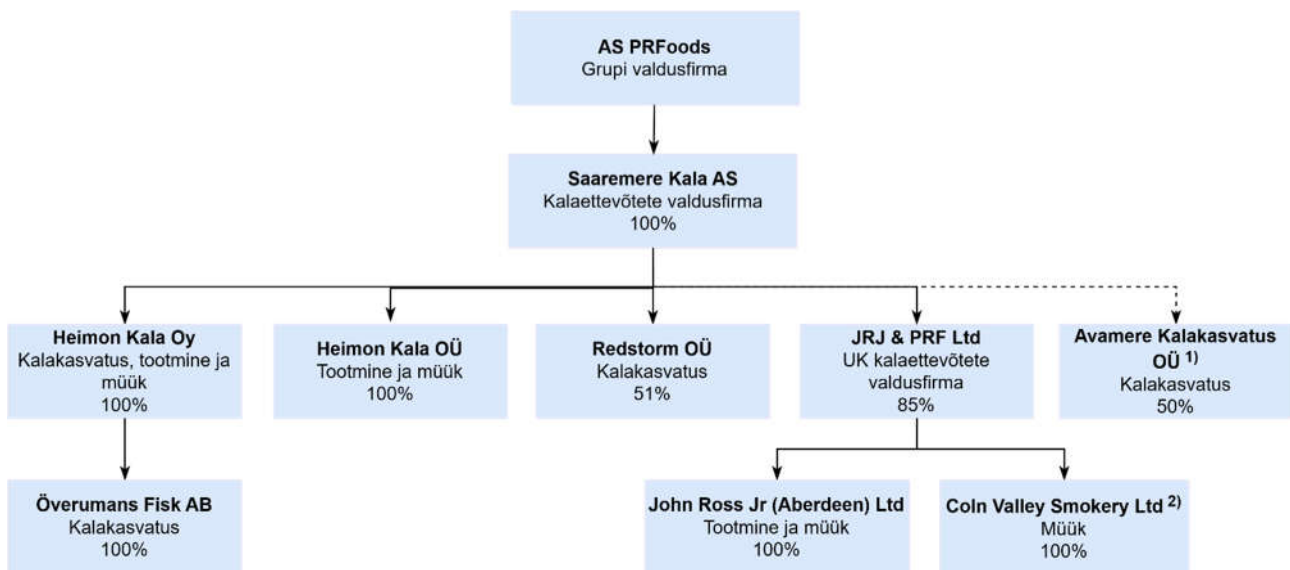 AS PRFoods
Grupi valdusfirma
Saaremere Kala AS
Kalaettevõtete valdusfirma
100%
Heimon Kala Oy
Kalakasvatus, tootmine ja
müük
100%
Heimon Kala OÜ
Tootmine ja müük
100%
Redstorm OÜ
Kalakasvatus
51%
JRJ & PRF Ltd
UK kalaettevõtete
valdusfirma
85%
Avamere Kalakasvatus
OÜ 1)
Kalakasvatus
50%
Överumans Fisk AB
Kalakasvatus
100%
John Ross Jr (Aberdeen) Ltd
Tootmine ja müük
100%
Coln Valley Smokery Ltd 2)
Müük
100%